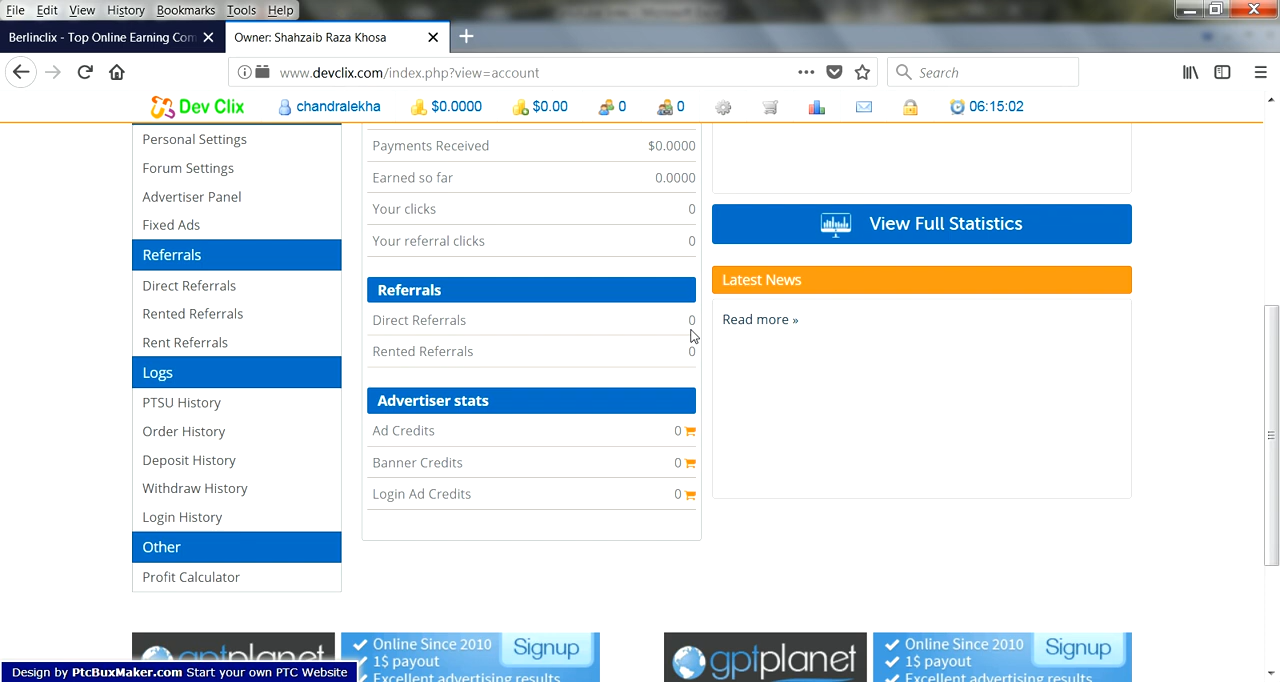 File Edit View History Bookmarks Tools Help
Berlinclix - Top Online Earning Com
Owner: Shahzaib Raza Khosa
www.devclix.com/index.php?view=account
Search
Dev Clix
chandralekha
$0.0000
$0.00
0
0
06:15:02
Personal Settings
Forum Settings
Advertiser Panel
Fixed Ads
Referrals
Direct Referrals
Rented Referrals
Rent Referrals
Logs
PTSU History
Order History
Deposit History
Withdraw History
Login History
Other
Profit Calculator
Payments Received $0.0000
Earned so far 0.0000
Your clicks 0
Your referral clicks 0
Referrals
Direct Referrals 0
Rented Referrals 0
Advertiser stats
Ad Credits 0
Banner Credits 0
Login Ad Credits 0
View Full Statistics
Latest News
Read more »
gptplanet
Online Since 2010
1$ payout
Excellent advertising results
Signup
gptplanet
Online Since 2010
1$ payout
Excellent advertising results
Signup
Design by PtcBuxMaker.com Start your own PTC Website